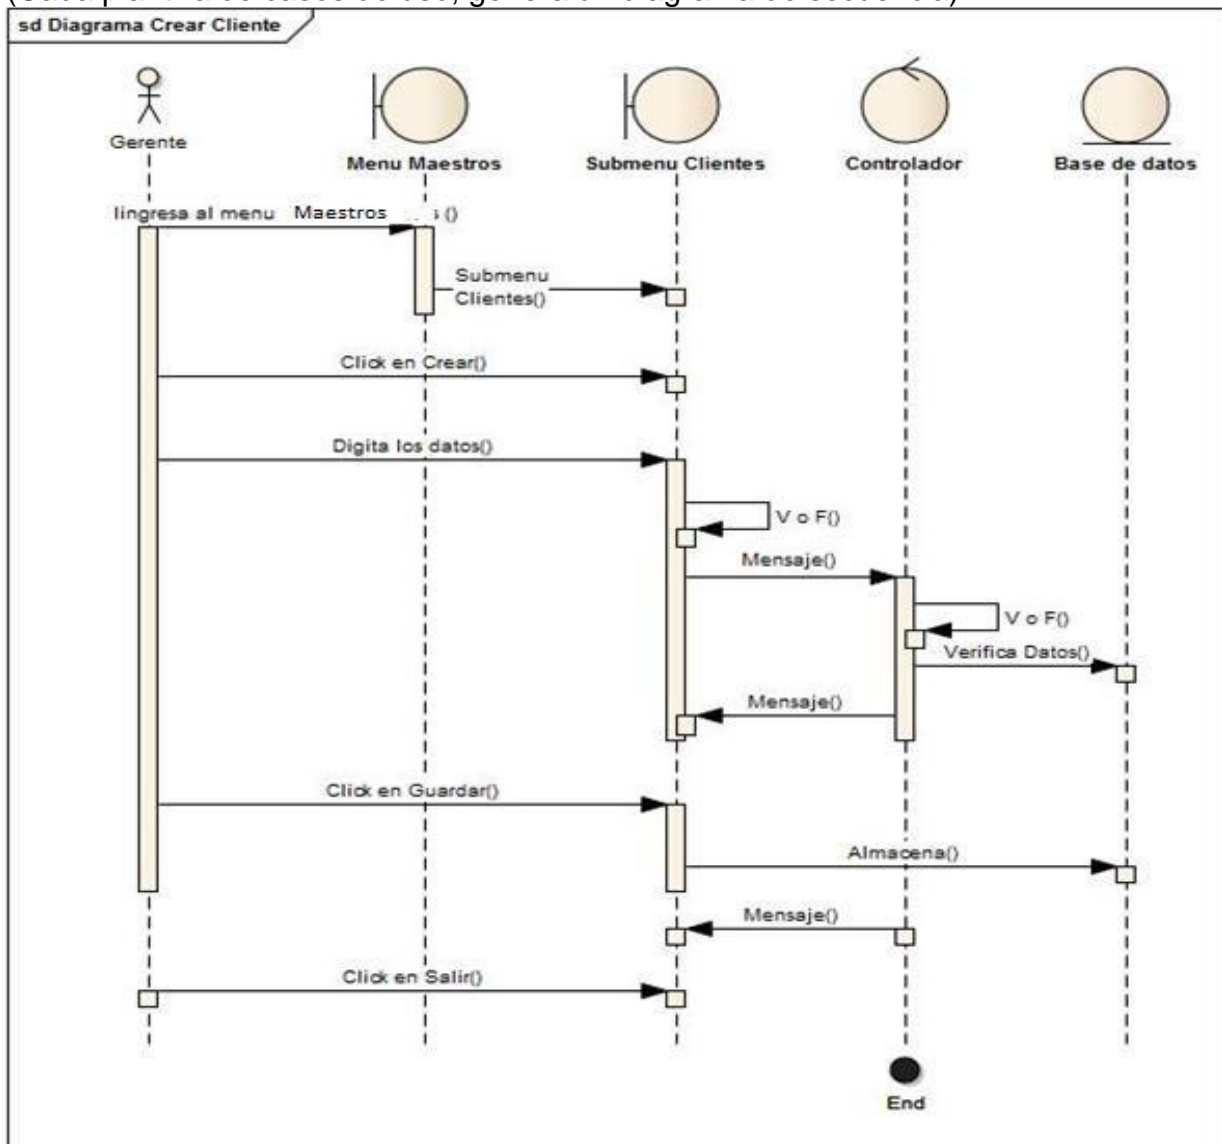 sd Diagrama Crear Cliente
Gerente
Menu Maestros
Submenu Clientes
Controlador
Base de datos
Iingresa al menu Maestros ()
Submenu
Clientes()
Click en Crear()
Digita los datos()
V o F()
Mensaje()
V o F()
Verifica Datos()
Mensaje()
Click en Guardar()
Almacena()
Mensaje()
Click en Salir()
End